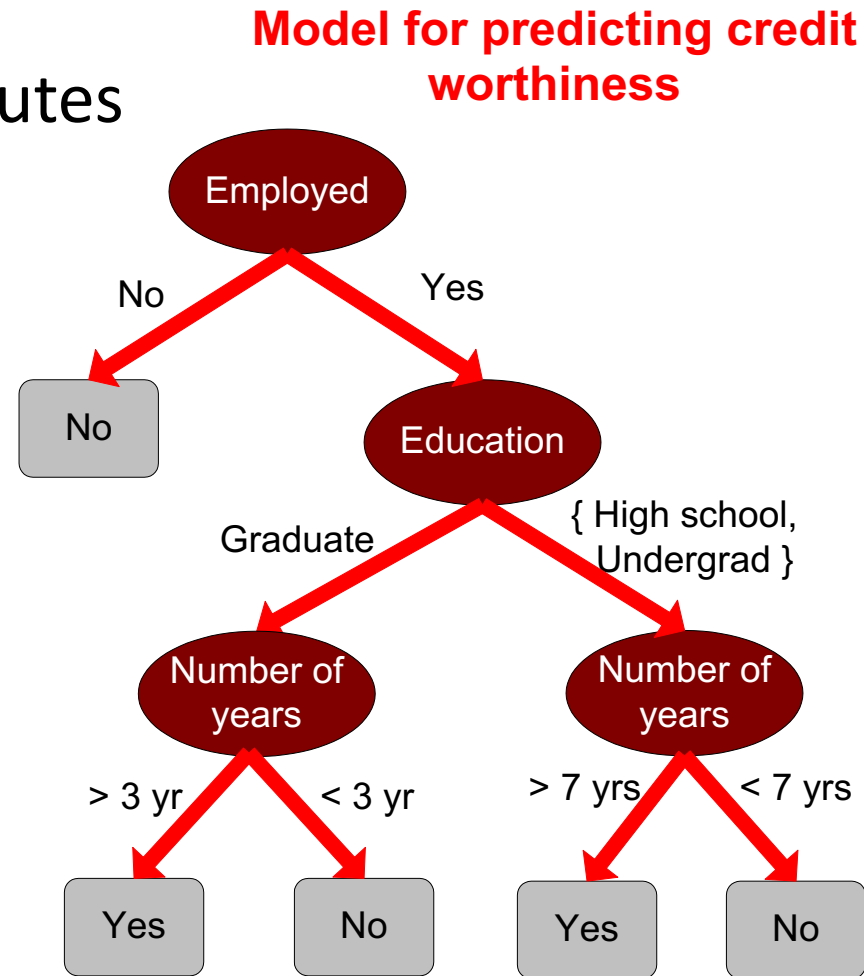 Model for predicting credit
worthiness
utes
Employed
No
Yes
No
Education
Graduate
{ High school,
Undergrad }
Number of
years
Number of
years
> 3 yr
< 3 yr
> 7 yrs
< 7 yrs
Yes
No
Yes
No